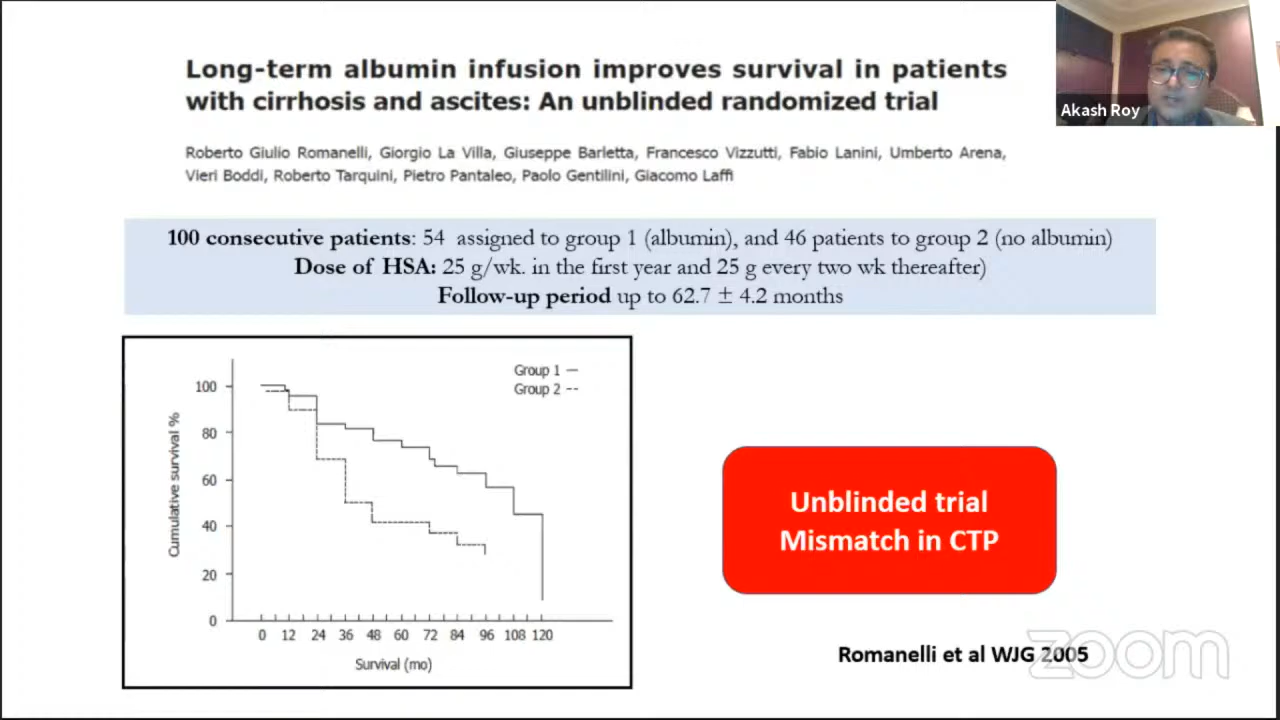 Long-term albumin infusion improves survival in patients
with cirrhosis and ascites: An unblinded randomized trial
Roberto Giulio Romanelli, Giorgio La Villa, Giuseppe Barletta, Francesco Vizzutti, Fabio Lanini, Umberto Arena,
Vieri Boddi, Roberto Tarquini, Pietro Pantaleo, Paolo Gentilini, Giacomo Laffi
Akash Roy
100 consecutive patients: 54 assigned to group 1 (albumin), and 46 patients to group 2 (no albumin)
Dose of HSA: 25 g/wk. in the first year and 25 g every two wk thereafter)
Follow-up period up to 62.7 ± 4.2 months
Group 1 —
Group 2 --
Cumulative survival %
100
80
60
40
20
0
0 12 24 36 48 60 72 84 96 108 120
Survival (mo)
Unblinded trial
Mismatch in CTP
Romanelli et al WJG 2005
zoom